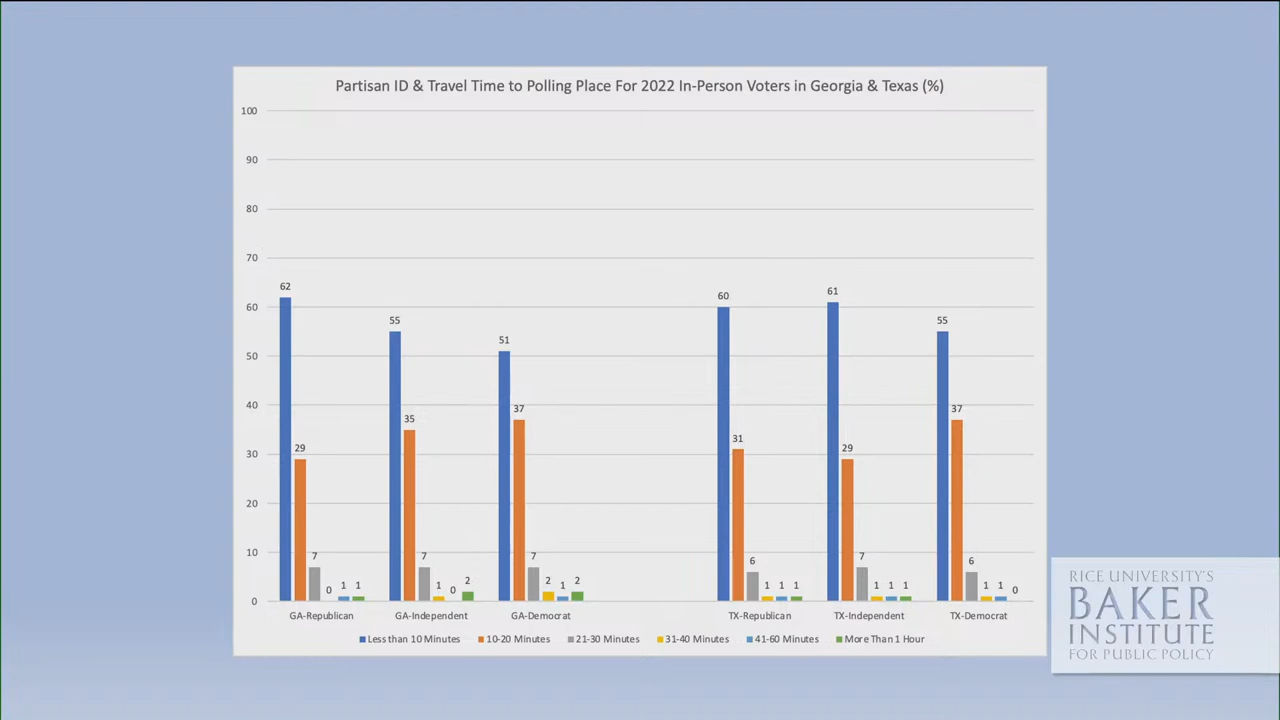 Partisan ID & Travel Time to Polling Place For 2022 In-Person Voters in Georgia & Texas (%)
100
90
80
70
60
50
40
30
20
10
0
62 29 7 0 1 1
55 35 7 1 0 2
51 37 7 2 1 2
60 31 6 1 1 1
61 29 7 1 1 1
55 37 6 1 1 0
GA-Republican GA-Independent GA-Democrat TX-Republican TX-Independent TX-Democrat
Less than 10 Minutes 10-20 Minutes 21-30 Minutes 31-40 Minutes 41-60 Minutes More Than 1 Hour
RICE UNIVERSITY'S
BAKER
INSTITUTE
FOR PUBLIC POLICY